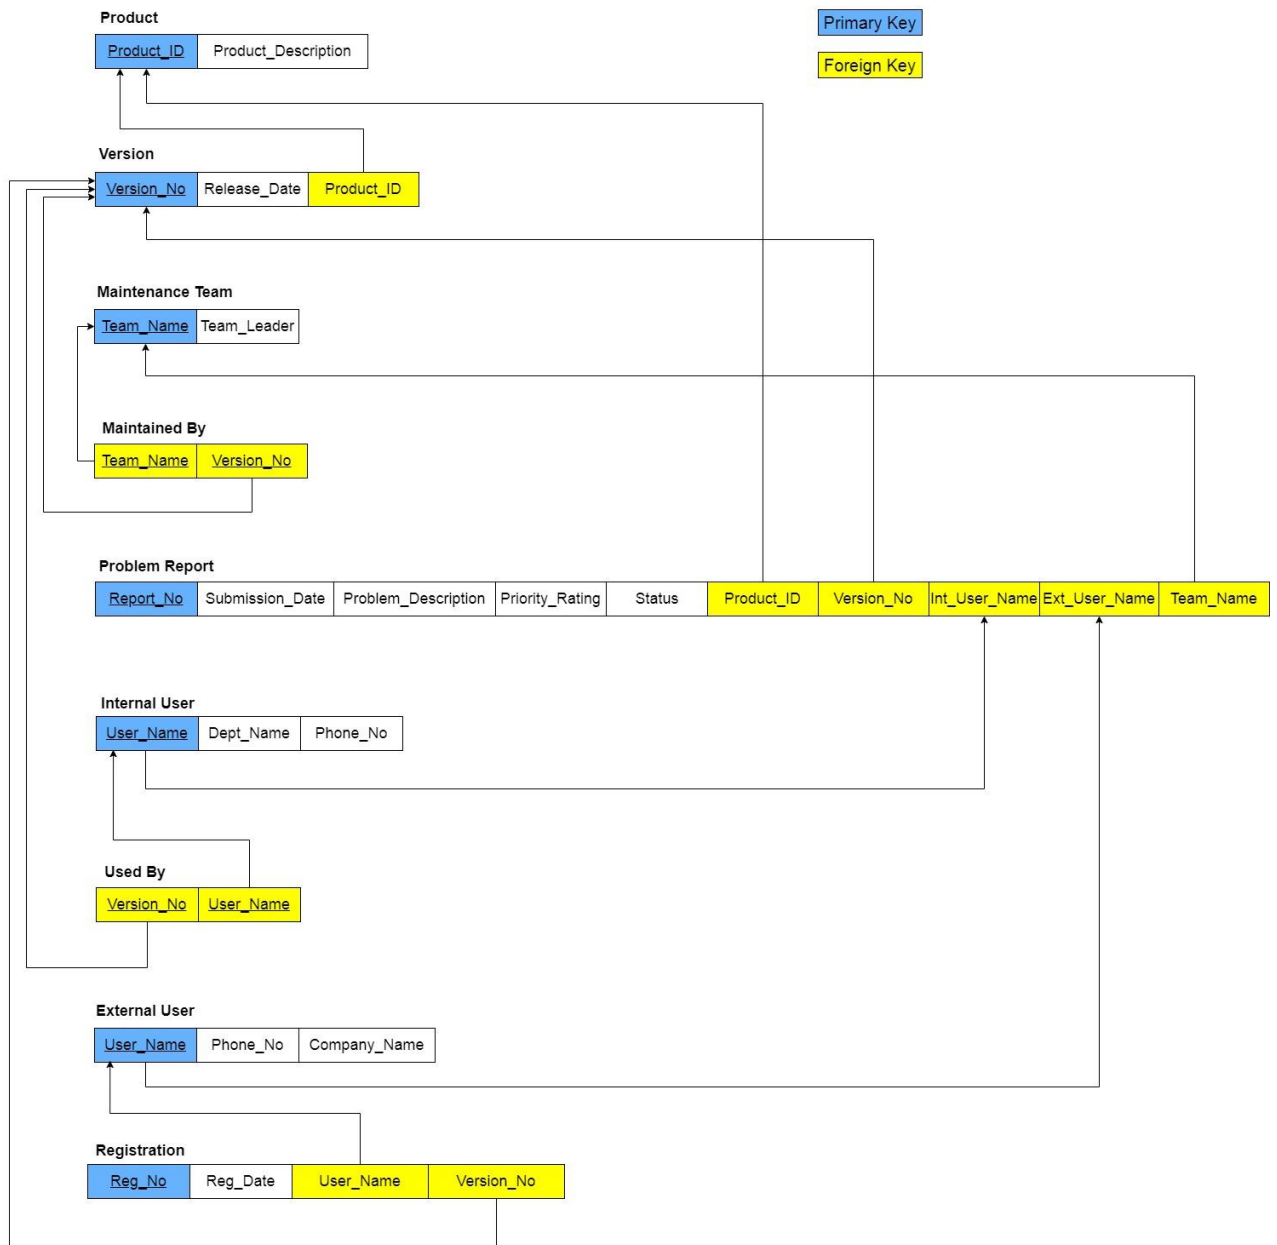 Product
Primary Key
Product_ID Product_Description
Foreign Key
Version
Version_No Release_Date Product_ID
Maintenance Team
Team_Name Team_Leader
Maintained By
Team_Name Version_No
Problem Report
Report_No Submission_Date Problem_Description Priority_Rating Status Product_ID Version_No Int_User_Name Ext_User_Name Team_Name
Internal User
User_Name Dept_Name Phone_No
Used By
Version_No User_Name
External User
User_Name Phone_No Company_Name
Registration
Reg_No Reg_Date User_Name Version_No